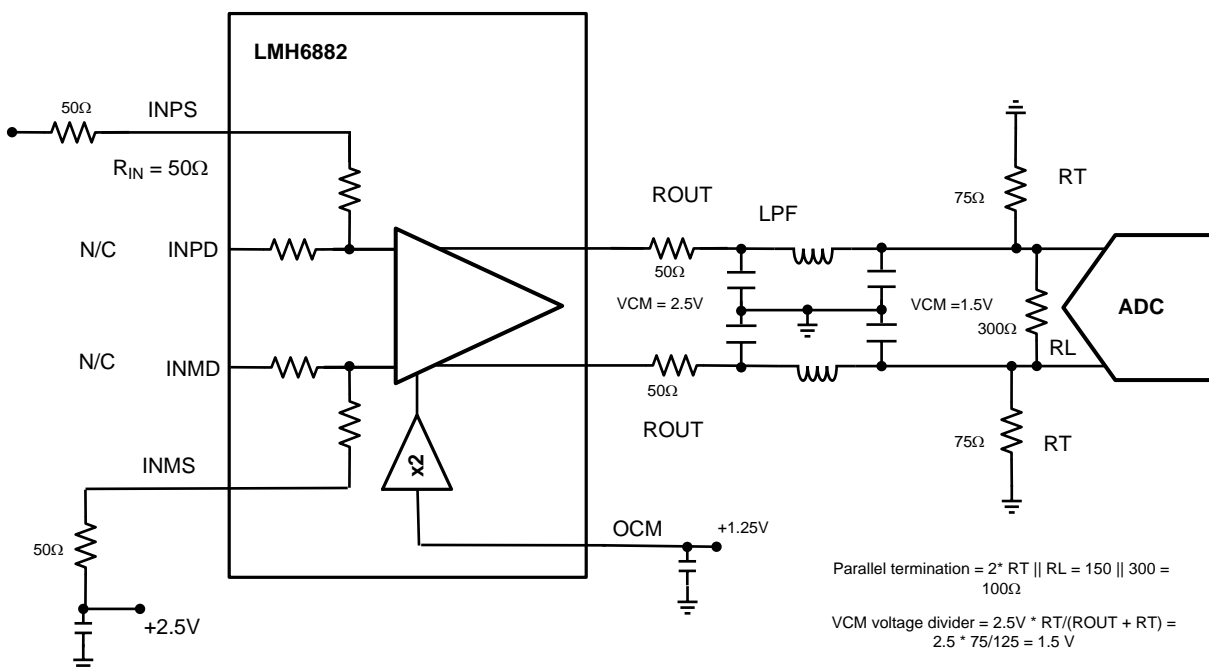 LMH6882
50Ω
INPS
R_IN = 50Ω
N/C
INPD
N/C
INMD
INMS
50Ω
+2.5V
x2
OCM
+1.25V
ROUT
50Ω
LPF
VCM = 2.5V
VCM =1.5V
50Ω
ROUT
75Ω
RT
300Ω
RL
ADC
75Ω
RT
Parallel termination = 2* RT || RL = 150 || 300 =
100Ω
VCM voltage divider = 2.5V * RT/(ROUT + RT) =
2.5 * 75/125 = 1.5 V